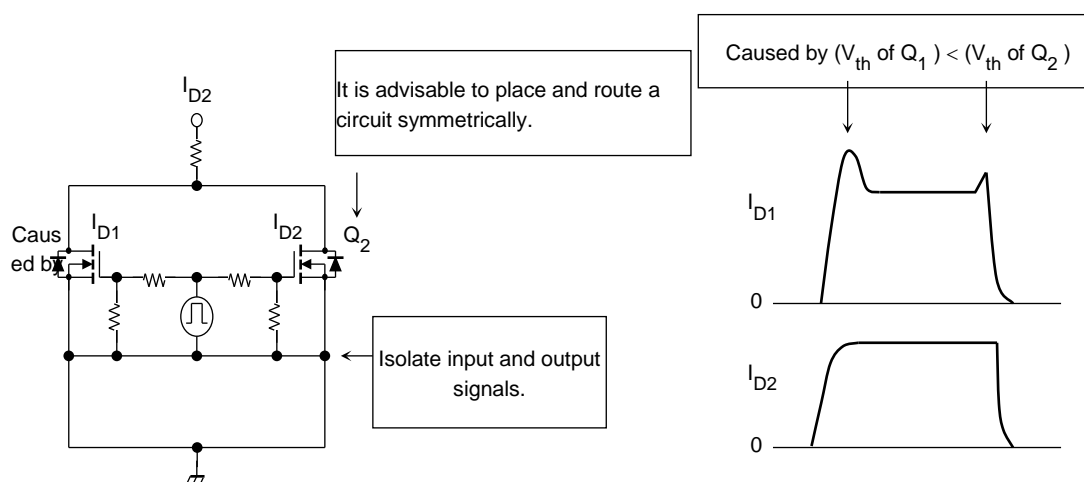 Caused by (Vth of Q1) < (Vth of Q2)
It is advisable to place and route a
circuit symmetrically.
ID2
ID1
ID2
Q2
Caus
ed by
Isolate input and output
signals.
ID1
0
ID2
0